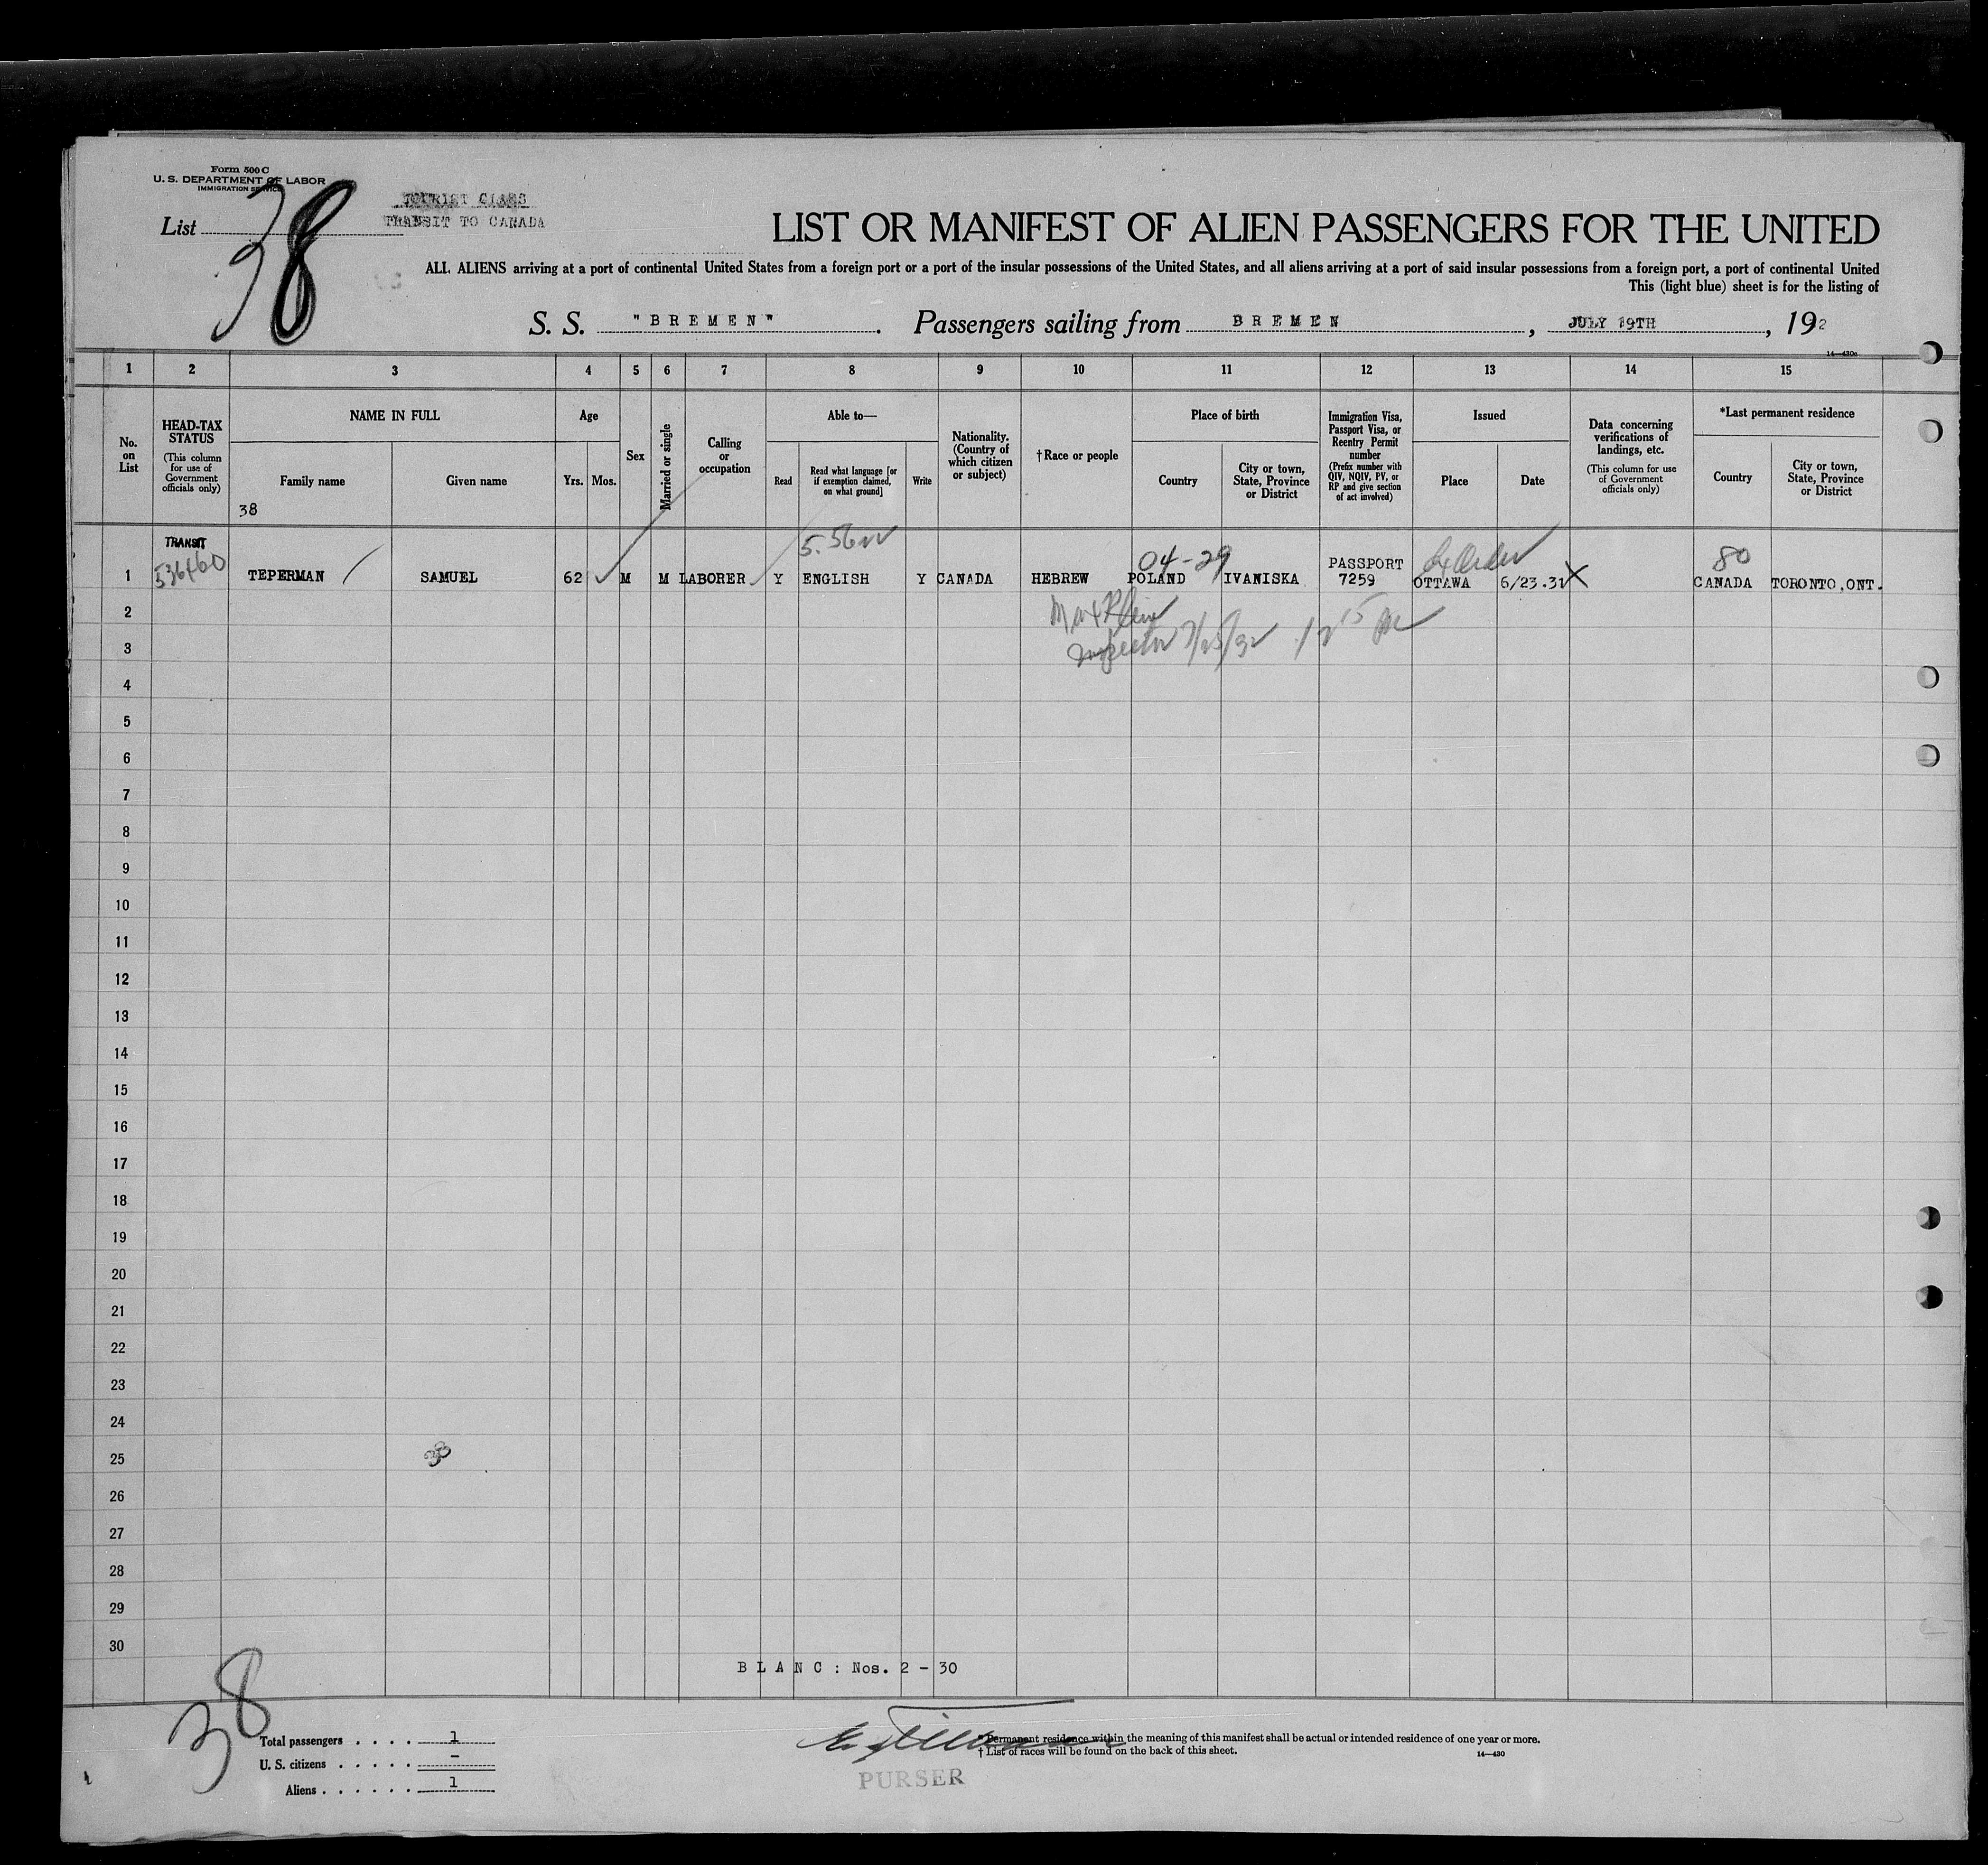 Form 500 C
U. S. DEPARTMENT OF LABOR
IMMIGRATION SERVICE
List 38
TOURIST CLASS
TRANSIT TO CANADA
LIST OR MANIFEST OF ALIEN PASSENGERS FOR THE UNITED
ALL ALIENS arriving at a port of continental United States from a foreign port or a port of the insular possessions of the United States, and all aliens arriving at a port of said insular possessions from a foreign port, a port of continental United
This (light blue) sheet is for the listing of
S. S. "BREMEN". Passengers sailing from BREMEN, JULY 19TH, 192
14—430c
1 2 3 4 5 6 7 8 9 10 11 12 13 14 15
No. on List
HEAD-TAX STATUS
(This column for use of Government officials only)
NAME IN FULL
Family name
Given name
38
Age
Yrs. Mos.
Sex
Married or single
Calling or occupation
Able to—
Read
Read what language [or if exemption claimed, on what ground]
Write
Nationality. (Country of which citizen or subject)
†Race or people
Place of birth
Country
City or town, State, Province or District
Immigration Visa, Passport Visa, or Reentry Permit number
(Prefix number with QIV, NQIV, PV, or RP and give section of act involved)
Issued
Place
Date
Data concerning verifications of landings, etc.
(This column for use of Government officials only)
*Last permanent residence
Country
City or town, State, Province or District
TRANSIT
536460
04-29
80
1 TEPERMAN SAMUEL 62 M M LABORER Y ENGLISH Y CANADA HEBREW POLAND IVANISKA PASSPORT 7259 OTTAWA 6/23.32 CANADA TORONTO,ONT.
2
Inspector 7/25/32
3
4
5
6
7
8
9
10
11
12
13
14
15
16
17
18
19
20
21
22
23
24
25
38
26
27
28
29
30
BLANC: Nos. 2 - 30
38
Total passengers . . . . 1
U. S. citizens . . . . . –
Aliens . . . . . . 1
*Permanent residence within the meaning of this manifest shall be actual or intended residence of one year or more.
† List of races will be found on the back of this sheet.
14—430
PURSER